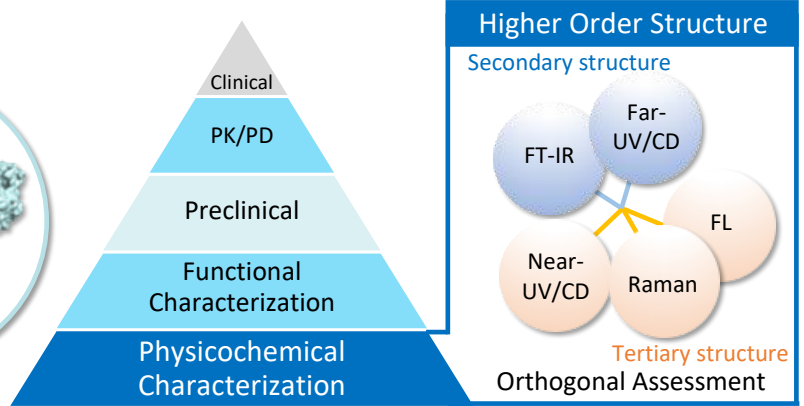 Clinical
PK/PD
Preclinical
Functional
Characterization
Physicochemical
Characterization
Higher Order Structure
Secondary structure
FT-IR
Far-
UV/CD
FL
Near-
UV/CD
Raman
Tertiary structure
Orthogonal Assessment